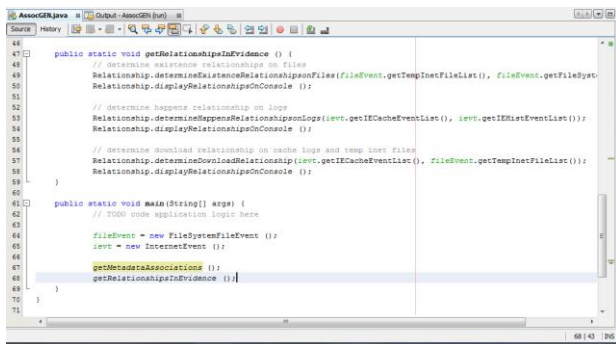 AssocGEN.java
Output - AssocGEN (run)
Source History
46
47 public static void getRelationshipsInEvidence () {
48 // determine existence relationships on files
49 Relationship.determineExistenceRelationshipsonFiles(fileEvent.getTempInetFileList(), fileEvent.getFileSyst
50 Relationship.displayRelationshipsOnConsole ();
51
52 // determine happens relationship on logs
53 Relationship.determineHappensRelationshipsonLogs(ievt.getIECacheEventList(), ievt.getIEHistEventList());
54 Relationship.displayRelationshipsOnConsole ();
55
56 // determine download relationship on cache logs and temp inet files
57 Relationship.determineDownloadRelationship(ievt.getIECacheEventList(), fileEvent.getTempInetFileList());
58 Relationship.displayRelationshipsOnConsole ();
59 }
60
61 public static void main(String[] args) {
62 // TODO code application logic here
63
64 fileEvent = new FileSystemFileEvent ();
65 ievt = new InternetEvent ();
66
67 getMetadataAssociations ();
68 getRelationshipsInEvidence ();
69 }
70 }
71
68 | 43 INS